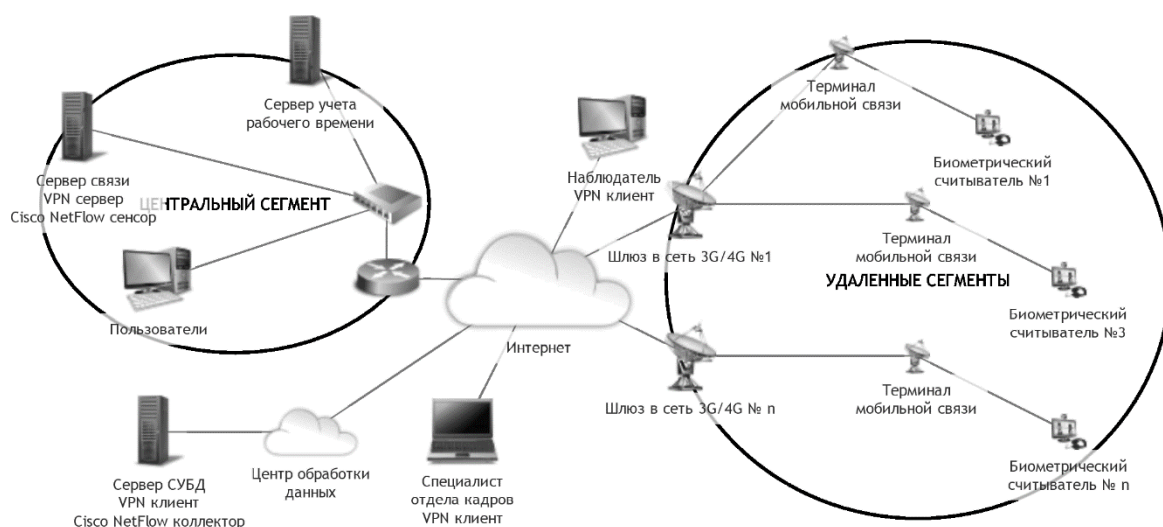 Сервер учета
рабочего времени
Сервер связи
VPN сервер
Cisco NetFlow сенсор
ЦЕНТРАЛЬНЫЙ СЕГМЕНТ
Пользователи
Наблюдатель
VPN клиент
Интернет
Сервер СУБД
VPN клиент
Cisco NetFlow коллектор
Центр обработки
данных
Специалист
отдела кадров
VPN клиент
Терминал
мобильной связи
Биометрический
считыватель №1
Шлюз в сеть 3G/4G №1
Терминал
мобильной связи
УДАЛЕННЫЕ СЕГМЕНТЫ
Биометрический
считыватель №3
Шлюз в сеть 3G/4G № n
Терминал
мобильной связи
Биометрический
считыватель № n